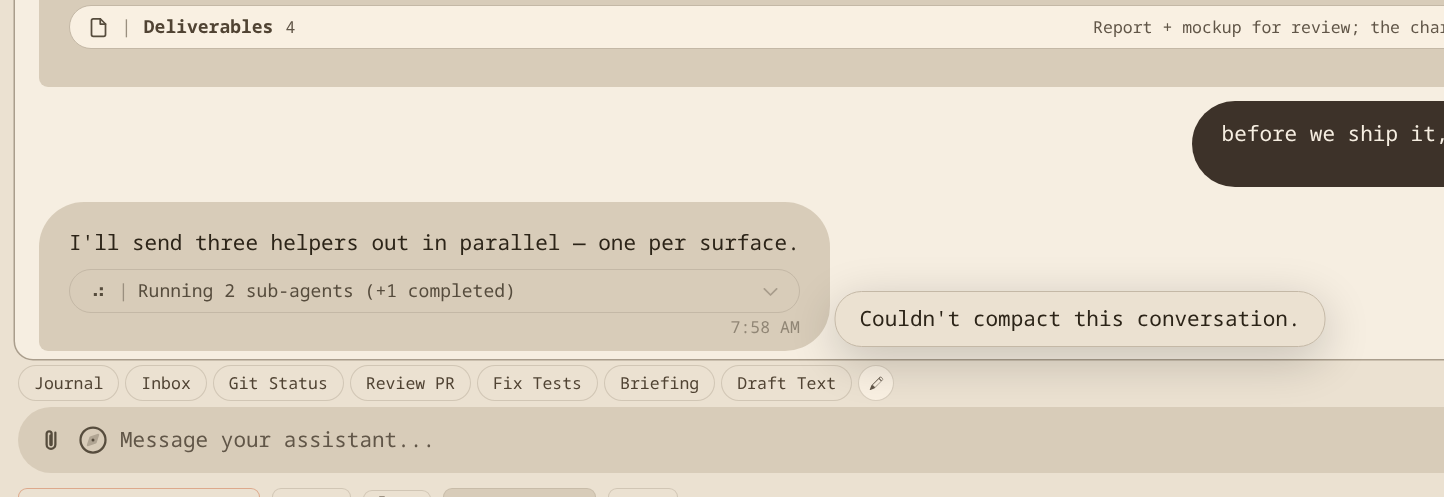 Deliverables 4
Report + mockup for review; the
before we ship it,
I'll send three helpers out in parallel — one per surface.
Running 2 sub-agents (+1 completed)
7:58 AM
Couldn't compact this conversation.
Journal Inbox Git Status Review PR Fix Tests Briefing Draft Text
Message your assistant...